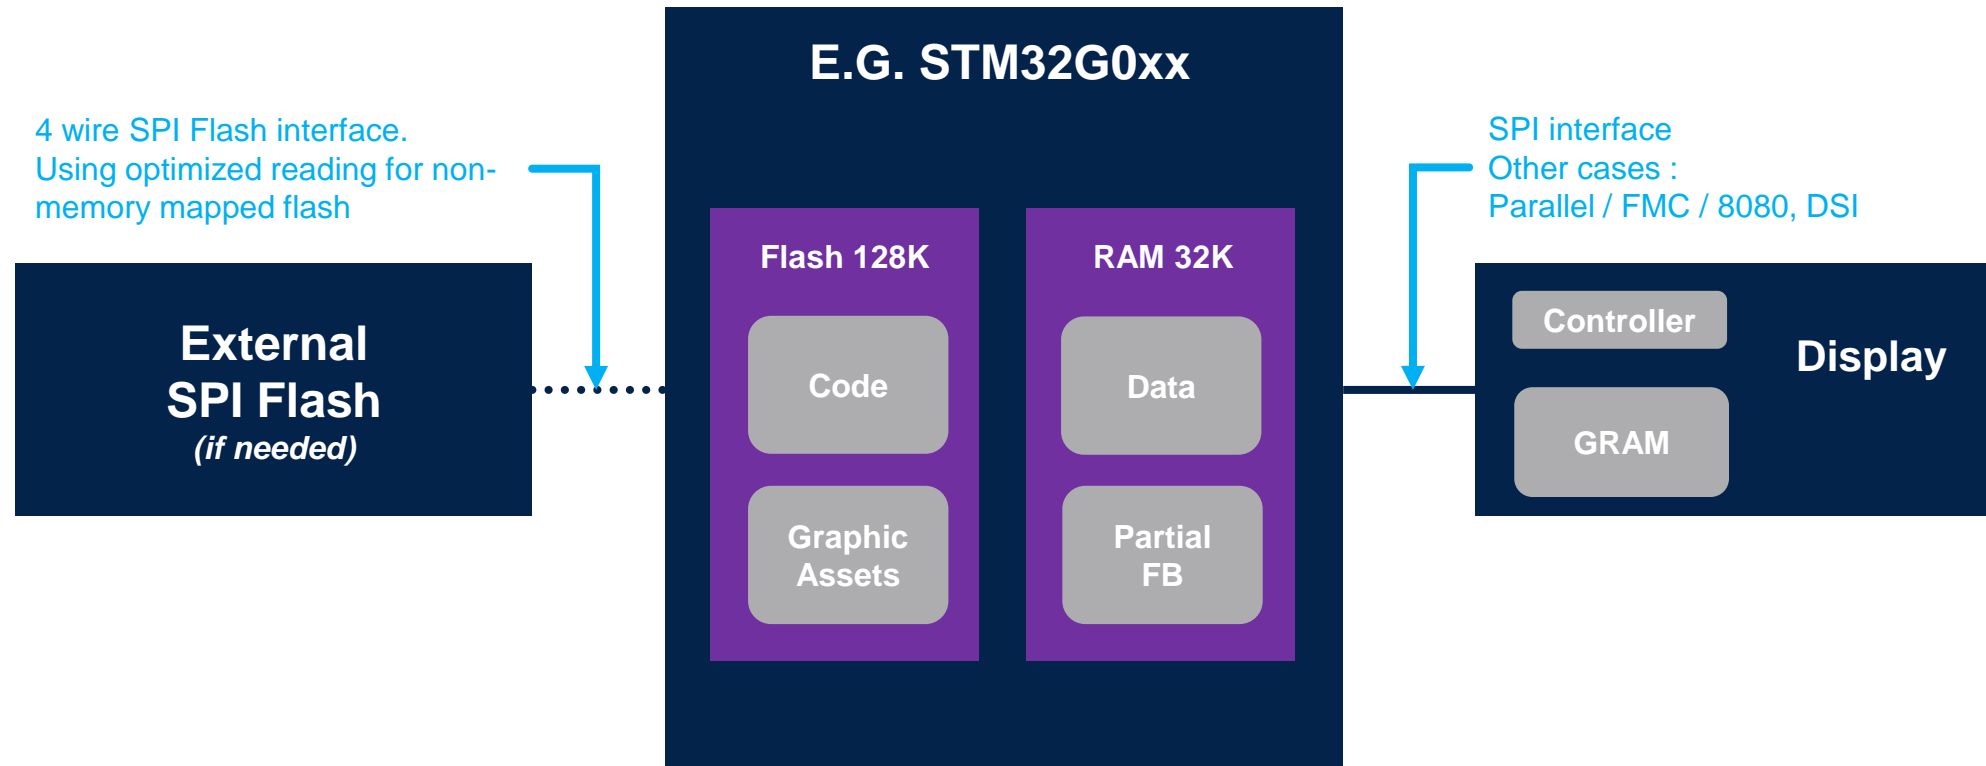 E.G. STM32G0xx
4 wire SPI Flash interface.
Using optimized reading for non-
memory mapped flash
SPI interface
Other cases :
Parallel / FMC / 8080, DSI
External
SPI Flash
(if needed)
Flash 128K
Code
Graphic
Assets
RAM 32K
Data
Partial
FB
Controller
GRAM
Display